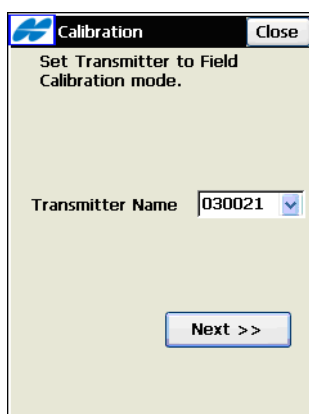 Calibration Close
Set Transmitter to Field
Calibration mode.
Transmitter Name 030021
Next >>